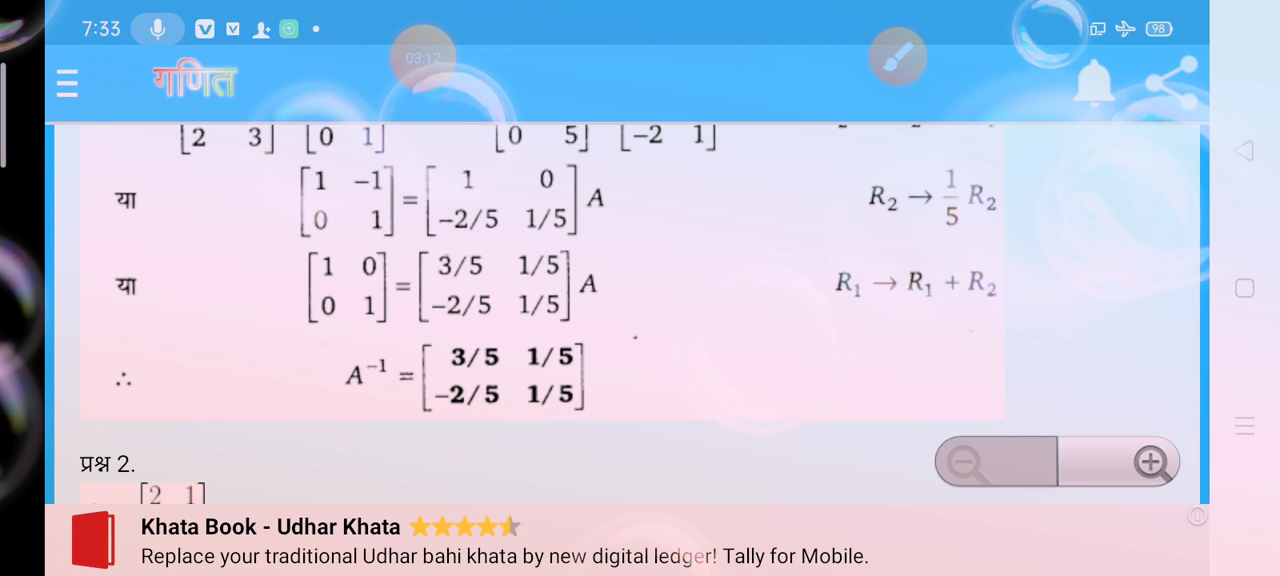 7:33 98
03:12
गणित
[2 3] [0 1] [0 5] [-2 1]
या [1 -1; 0 1] = [1 0; -2/5 1/5] A R₂ → 1/5 R₂
या [1 0; 0 1] = [3/5 1/5; -2/5 1/5] A R₁ → R₁ + R₂
∴ A⁻¹ = [3/5 1/5; -2/5 1/5]
प्रश्न 2.
[2 1]
Khata Book - Udhar Khata
Replace your traditional Udhar bahi khata by new digital ledger! Tally for Mobile.